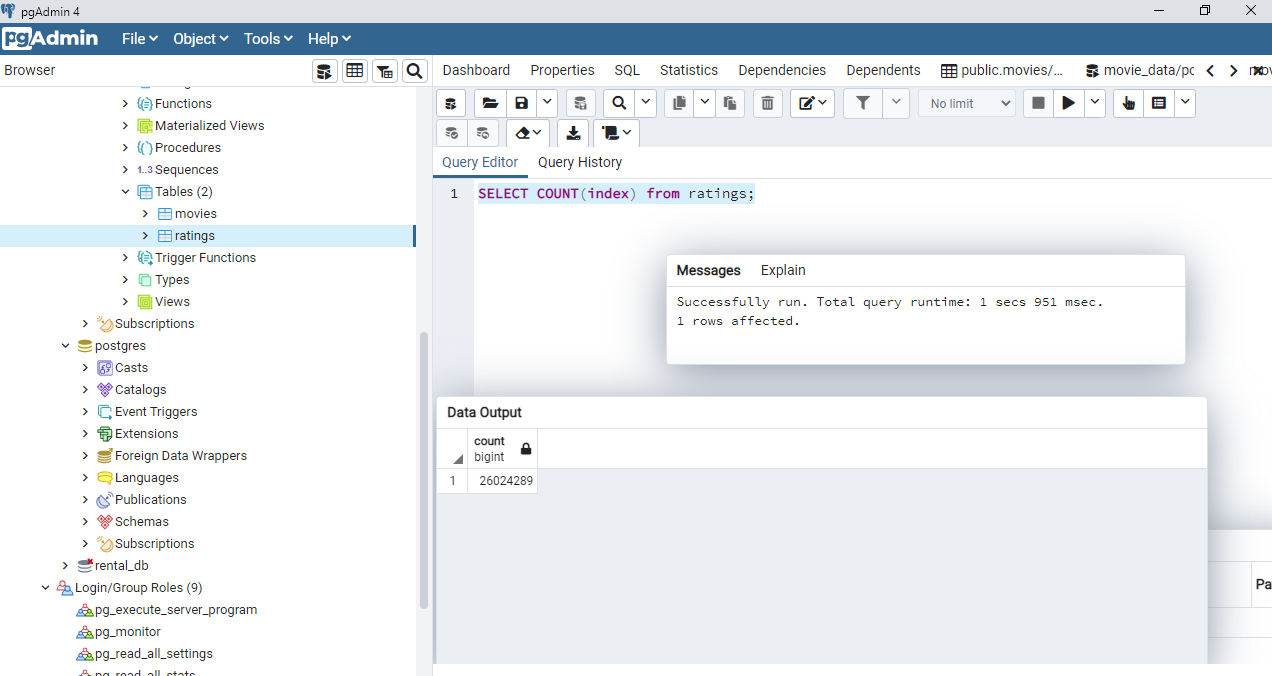 pgAdmin 4
pgAdmin File Object Tools Help
Browser
Dashboard Properties SQL Statistics Dependencies Dependents public.movies/... movie_data/po
No limit
Query Editor Query History
1 SELECT COUNT(index) from ratings;
Functions
Materialized Views
Procedures
1..3 Sequences
Tables (2)
movies
ratings
Trigger Functions
Types
Views
Subscriptions
postgres
Casts
Catalogs
Event Triggers
Extensions
Foreign Data Wrappers
Languages
Publications
Schemas
Subscriptions
rental_db
Login/Group Roles (9)
pg_execute_server_program
pg_monitor
pg_read_all_settings
pg_read_all_stats
Messages Explain
Successfully run. Total query runtime: 1 secs 951 msec.
1 rows affected.
Data Output
count
bigint
1 26024289
Pa